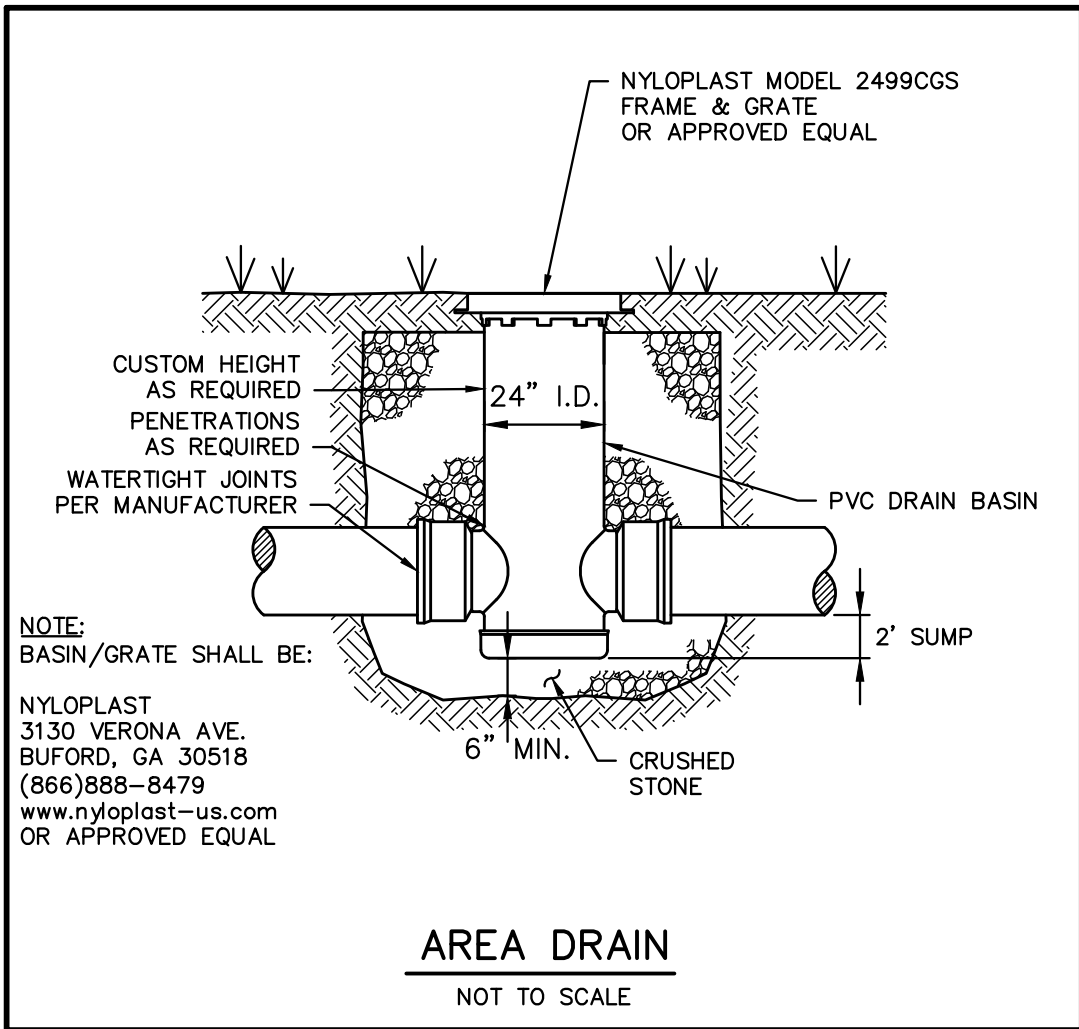 NYLOPLAST MODEL 2499CGS
FRAME & GRATE
OR APPROVED EQUAL
CUSTOM HEIGHT
AS REQUIRED
24" I.D.
PENETRATIONS
AS REQUIRED
WATERTIGHT JOINTS
PER MANUFACTURER
PVC DRAIN BASIN
2' SUMP
NOTE:
BASIN/GRATE SHALL BE:
NYLOPLAST
3130 VERONA AVE.
BUFORD, GA 30518
(866)888-8479
www.nyloplast-us.com
OR APPROVED EQUAL
6" MIN.
CRUSHED
STONE
AREA DRAIN
NOT TO SCALE